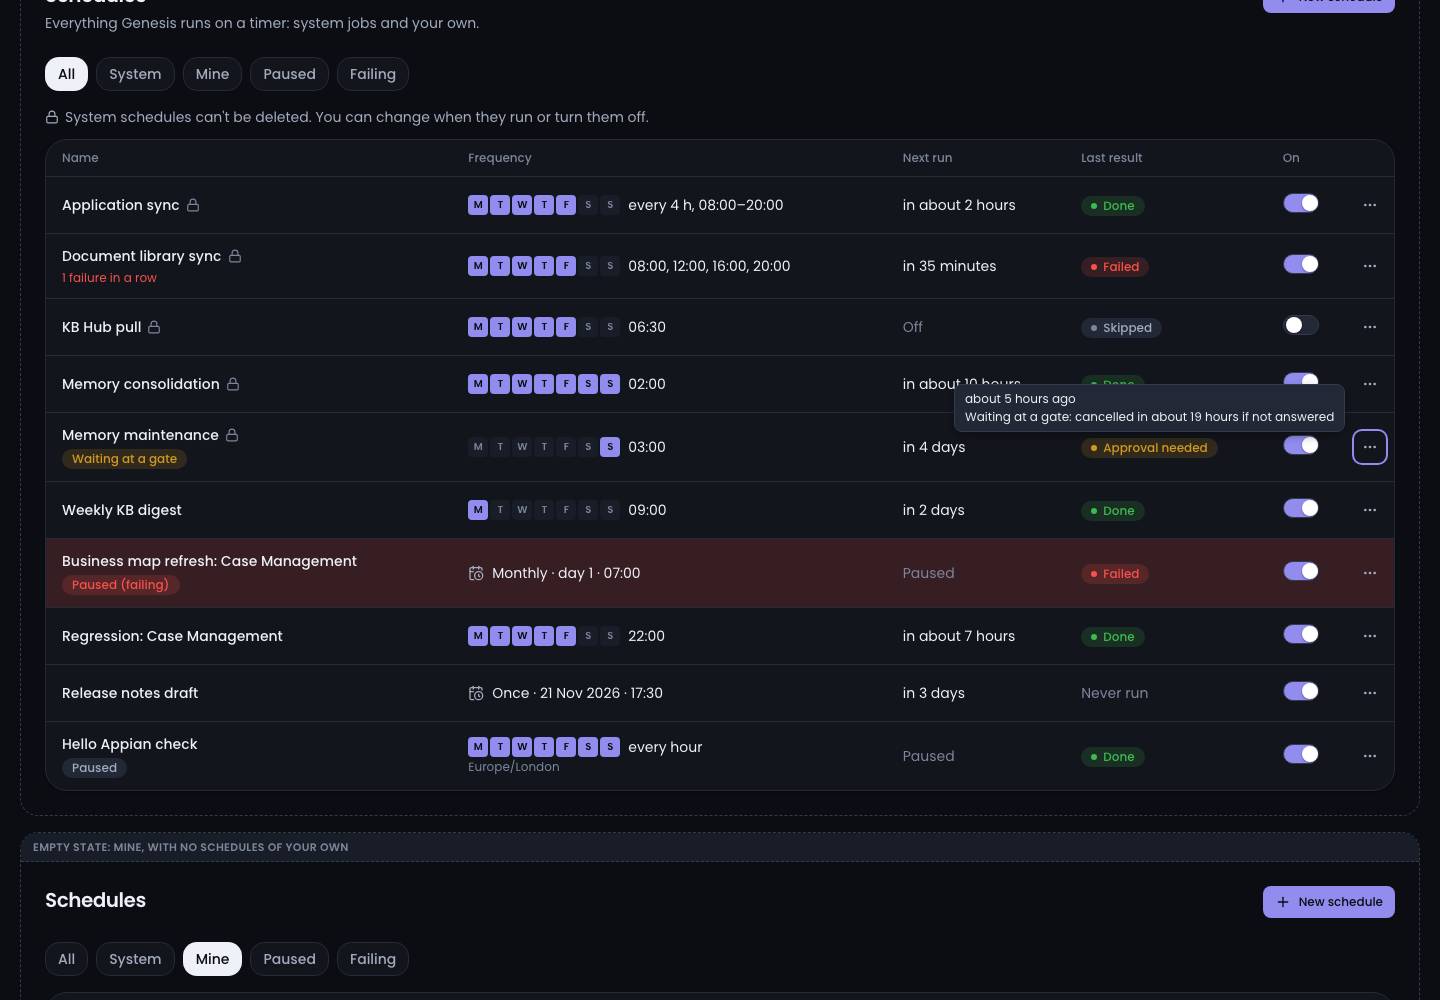 Everything Genesis runs on a timer: system jobs and your own.
All System Mine Paused Failing
System schedules can't be deleted. You can change when they run or turn them off.
Name Frequency Next run Last result On
Application sync M T W T F S S every 4 h, 08:00–20:00 in about 2 hours Done
Document library sync M T W T F S S 08:00, 12:00, 16:00, 20:00 in 35 minutes Failed
1 failure in a row
KB Hub pull M T W T F S S 06:30 Off Skipped
Memory consolidation M T W T F S S 02:00 in about 10 hours Done
about 5 hours ago
Waiting at a gate: cancelled in about 19 hours if not answered
Memory maintenance M T W T F S S 03:00 in 4 days Approval needed
Waiting at a gate
Weekly KB digest M T W T F S S 09:00 in 2 days Done
Business map refresh: Case Management Monthly · day 1 · 07:00 Paused Failed
Paused (failing)
Regression: Case Management M T W T F S S 22:00 in about 7 hours Done
Release notes draft Once · 21 Nov 2026 · 17:30 in 3 days Never run
Hello Appian check M T W T F S S every hour Paused Done
Paused Europe/London
EMPTY STATE: MINE, WITH NO SCHEDULES OF YOUR OWN
Schedules New schedule
All System Mine Paused Failing